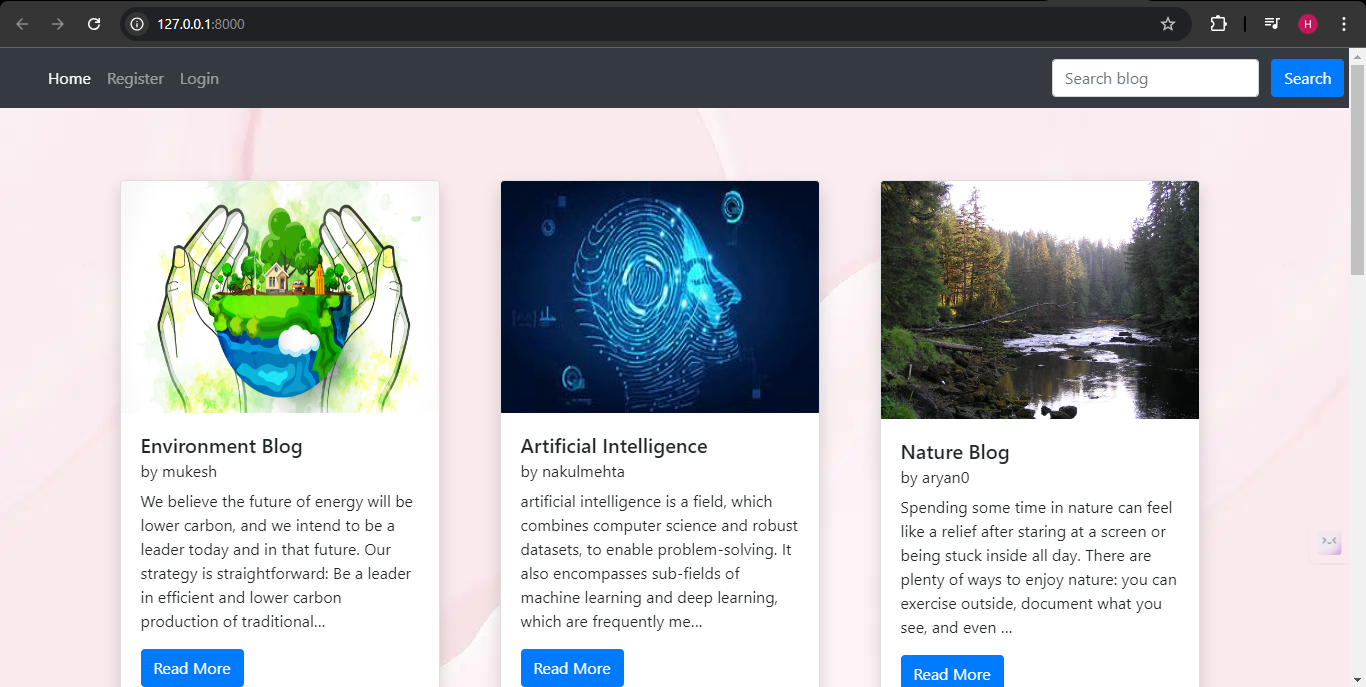 127.0.0.1:8000
H
Home Register Login
Search blog
Search
Environment Blog
by mukesh
We believe the future of energy will be
lower carbon, and we intend to be a
leader today and in that future. Our
strategy is straightforward: Be a leader
in efficient and lower carbon
production of traditional...
Read More
Artificial Intelligence
by nakulmehta
artificial intelligence is a field, which
combines computer science and robust
datasets, to enable problem-solving. It
also encompasses sub-fields of
machine learning and deep learning,
which are frequently me...
Read More
Nature Blog
by aryan0
Spending some time in nature can feel
like a relief after staring at a screen or
being stuck inside all day. There are
plenty of ways to enjoy nature: you can
exercise outside, document what you
see, and even ...
Read More